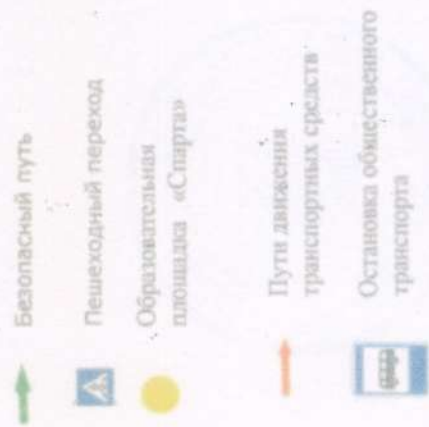 Безопасный путь
Пешеходный переход
Образовательная
площадка «Спарта»
Пути движения
транспортных средств
Остановка общественного
транспорта